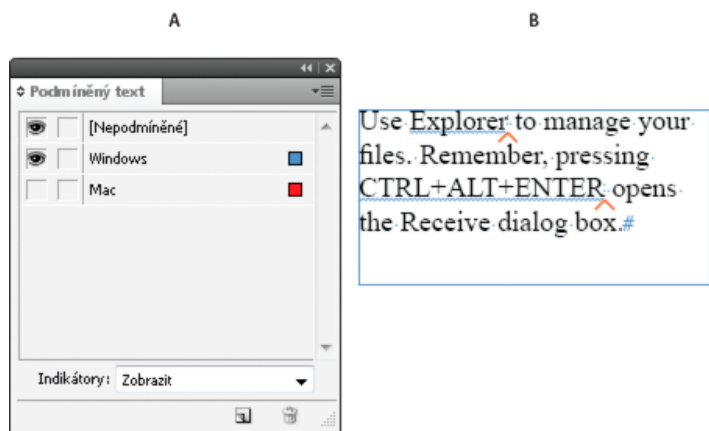 A
B
Podmíněný text
[Nepodmíněné]
Windows
Mac
Indikátory: Zobrazit
Use Explorer to manage your
files. Remember, pressing
CTRL+ALT+ENTER opens
the Receive dialog box.#